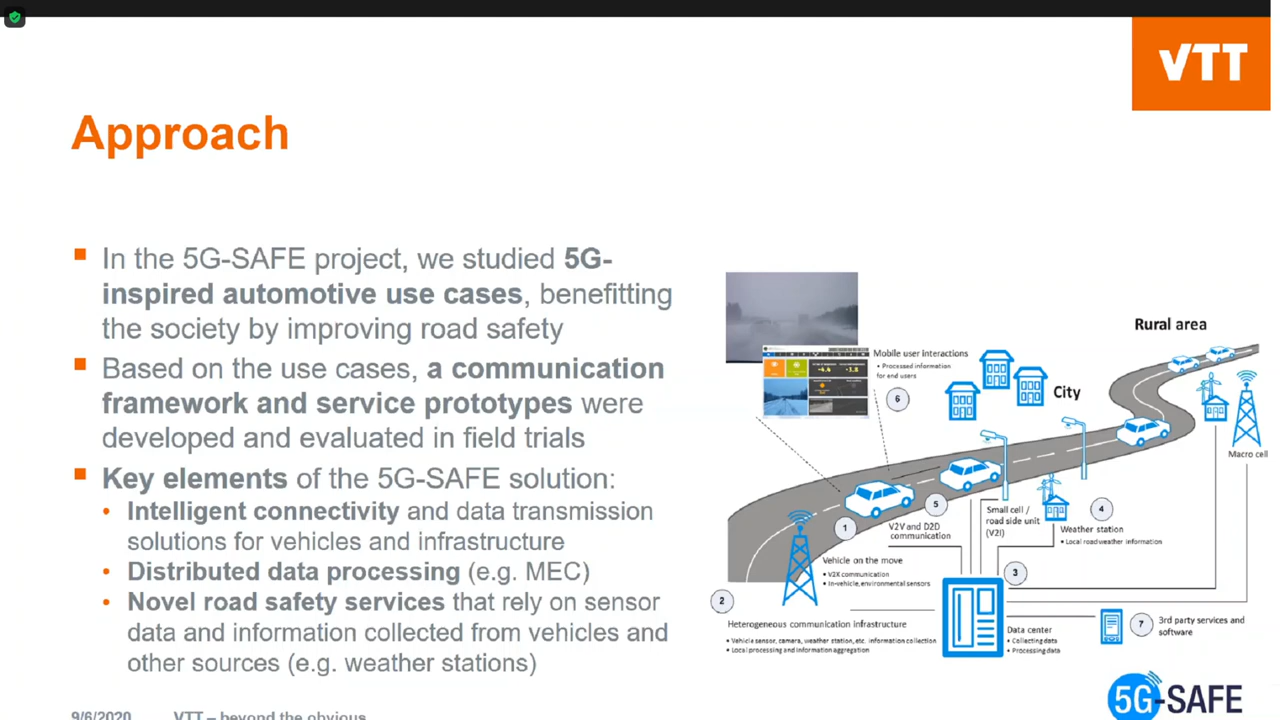 VTT
Approach
In the 5G-SAFE project, we studied 5G-
inspired automotive use cases, benefitting
the society by improving road safety
Based on the use cases, a communication
framework and service prototypes were
developed and evaluated in field trials
Key elements of the 5G-SAFE solution:
Intelligent connectivity and data transmission
solutions for vehicles and infrastructure
Distributed data processing (e.g. MEC)
Novel road safety services that rely on sensor
data and information collected from vehicles and
other sources (e.g. weather stations)
Rural area
Mobile user interactions
• Processed information
for end users
6
City
Macro cell
-4.4
-3.8
1
5
V2V and D2D
communication
Small cell /
road side unit
(V2I)
4
Weather station
• Local road weather information
Vehicle on the move
• V2X communication
• In-vehicle, environmental sensors
2
Heterogeneous communication infrastructure
• Vehicle sensor, camera, weather station, etc. information collection
• Local processing and information aggregation
3
Data center
• Collecting data
• Processing data
7
3rd party services and
software
5G-SAFE
9/6/2020 VTT – beyond the obvious